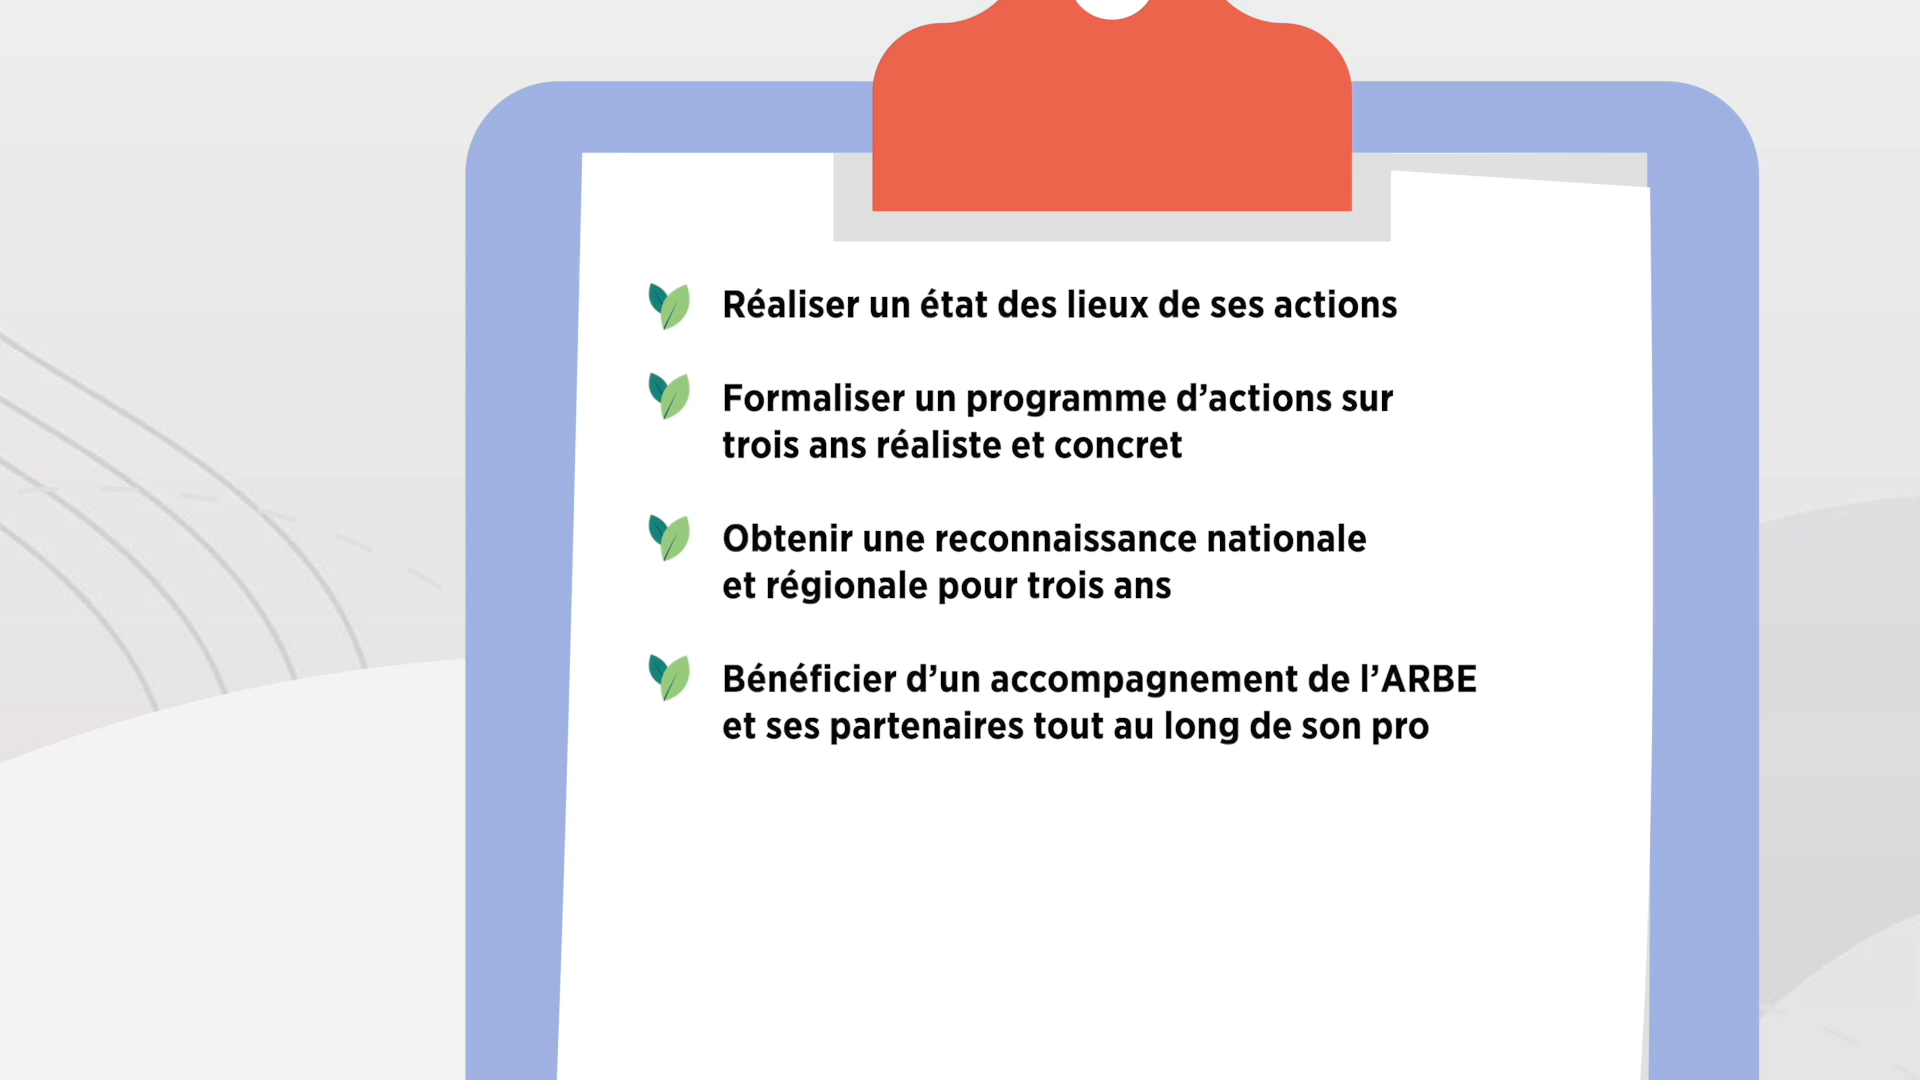 Réaliser un état des lieux de ses actions
Formaliser un programme d’actions sur
trois ans réaliste et concret
Obtenir une reconnaissance nationale
et régionale pour trois ans
Bénéficier d’un accompagnement de l’ARBE
et ses partenaires tout au long de son pro